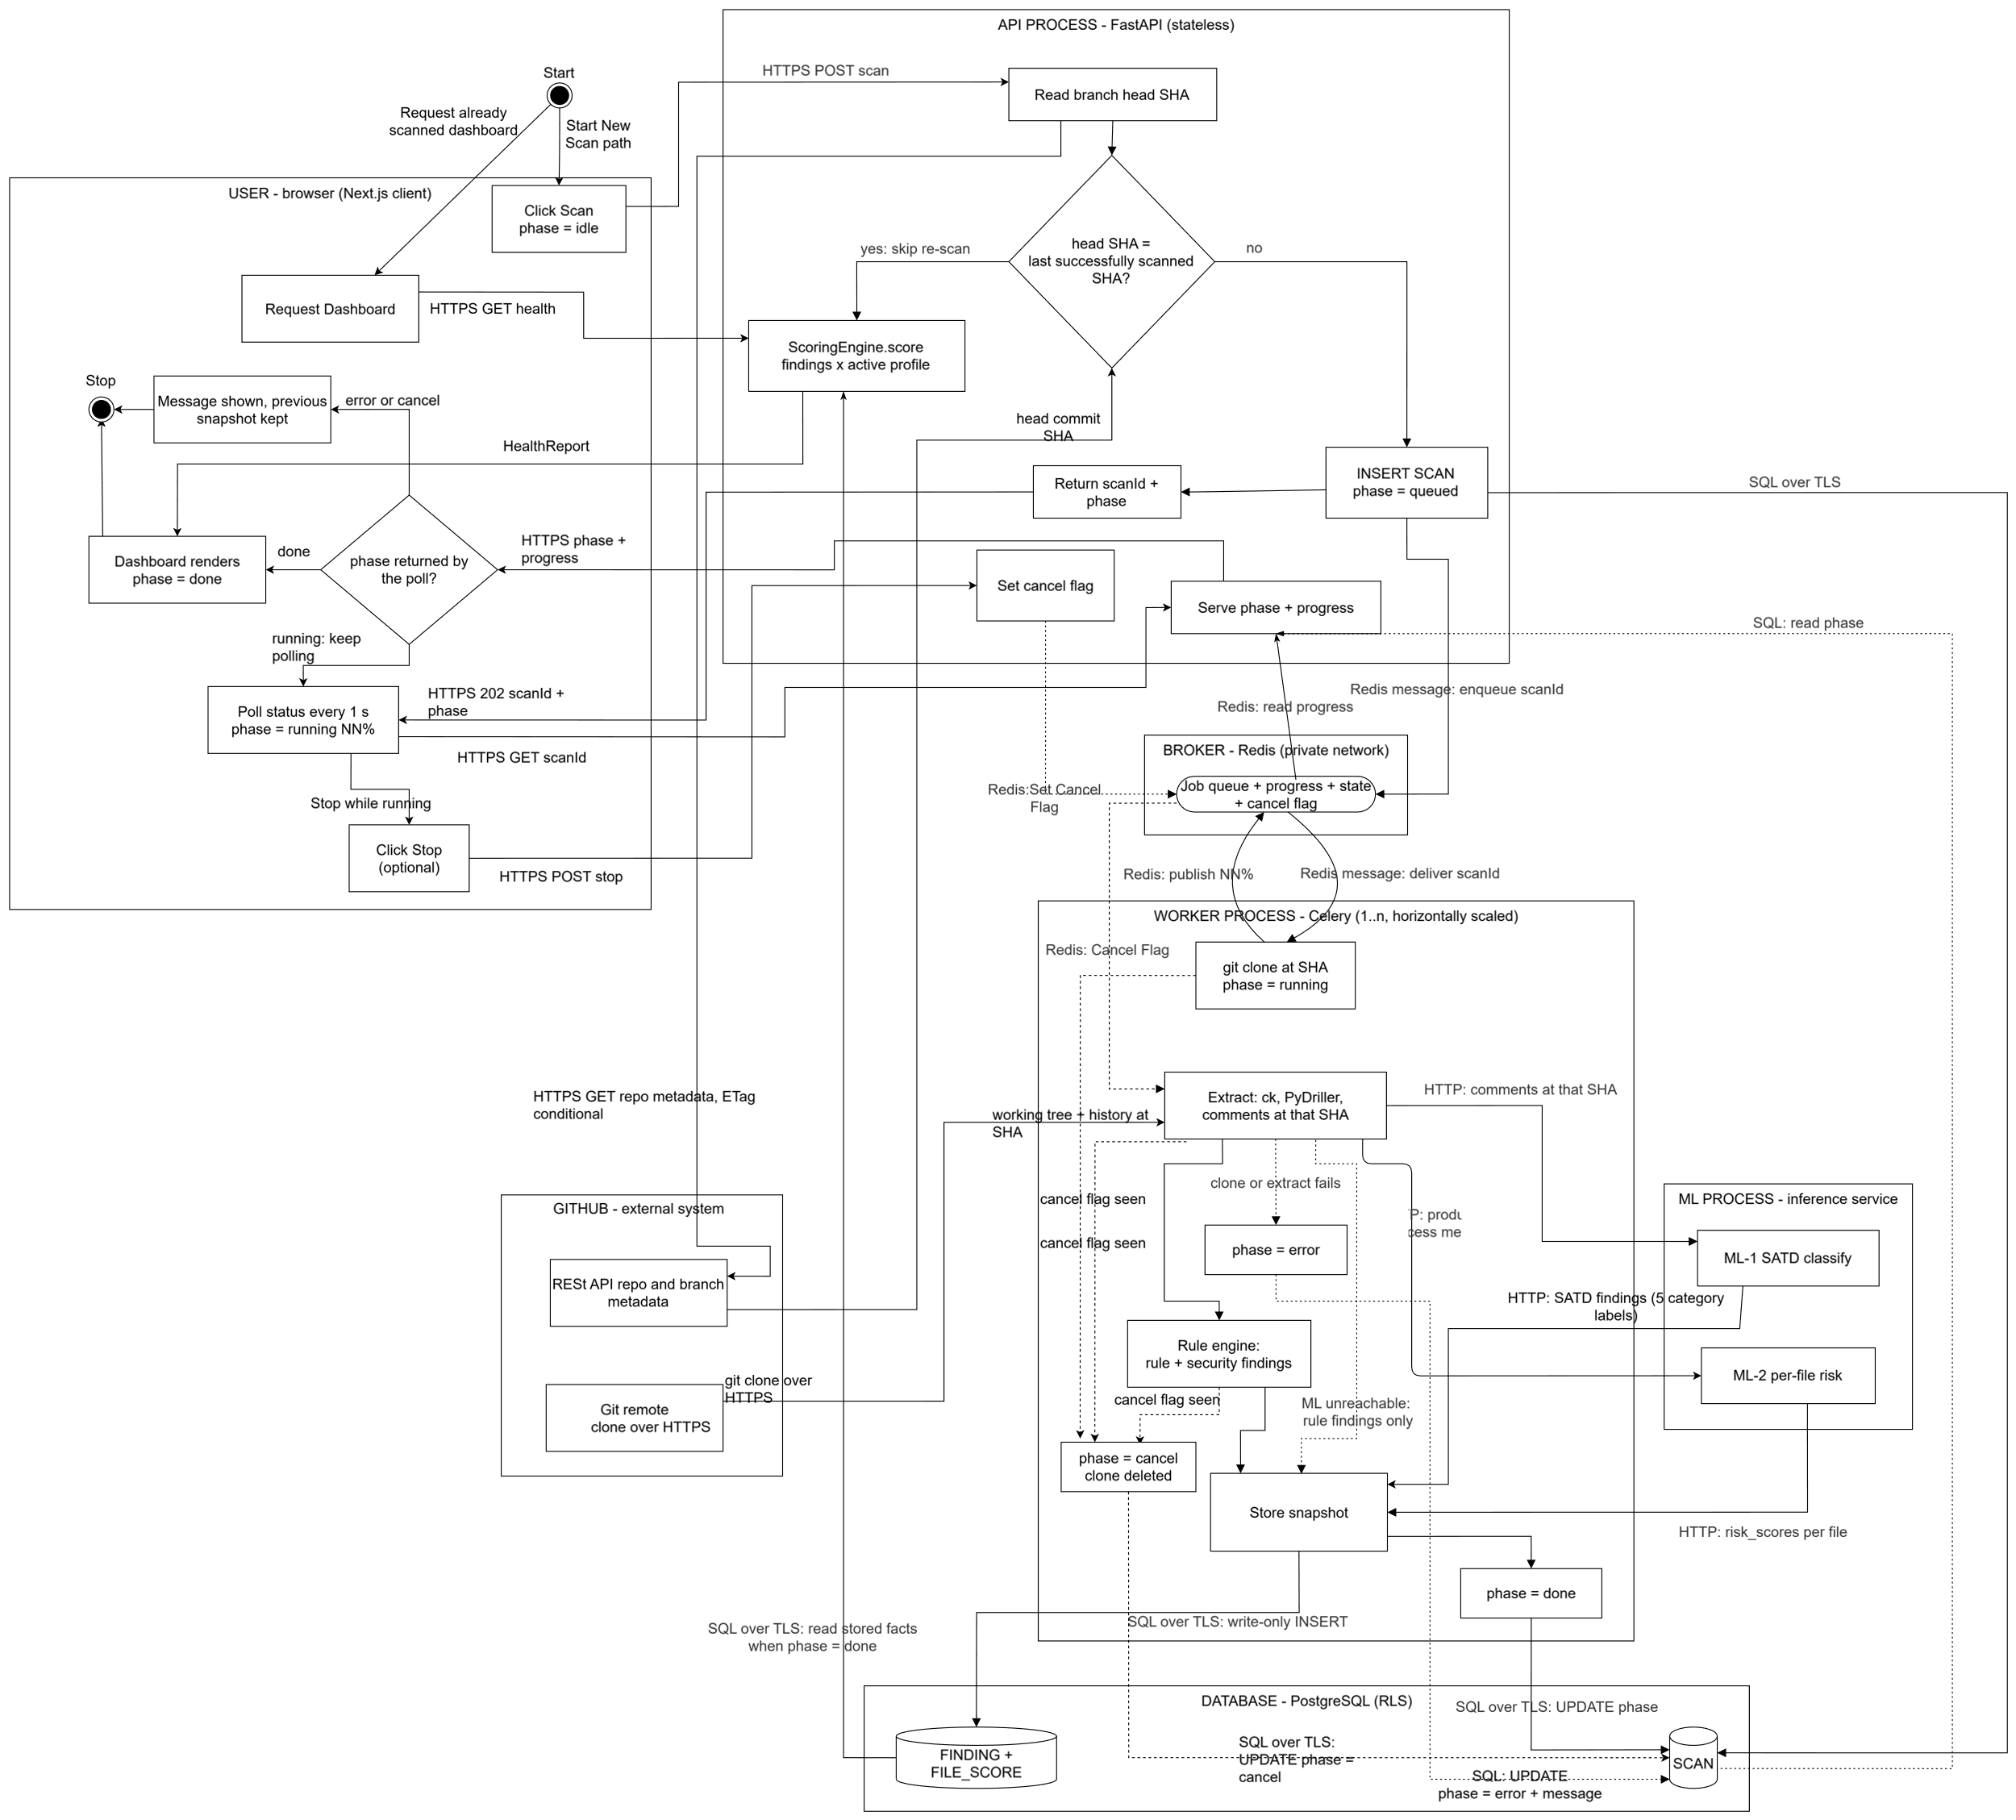 API PROCESS - FastAPI (stateless)
Start
HTTPS POST scan
Read branch head SHA
Request already
scanned dashboard
Start New
Scan path
USER - browser (Next.js client)
Click Scan
phase = idle
head SHA =
last successfully scanned
SHA?
yes: skip re-scan
no
Request Dashboard
HTTPS GET health
ScoringEngine.score
findings x active profile
Stop
Message shown, previous
snapshot kept
error or cancel
head commit
SHA
HealthReport
INSERT SCAN
phase = queued
Return scanId +
phase
SQL over TLS
Dashboard renders
phase = done
done
phase returned by
the poll?
HTTPS phase +
progress
Set cancel flag
Serve phase + progress
SQL: read phase
running: keep
polling
Poll status every 1 s
phase = running NN%
HTTPS 202 scanId +
phase
HTTPS GET scanId
Redis message: enqueue scanId
Redis: read progress
BROKER - Redis (private network)
Job queue + progress + state
+ cancel flag
Redis:Set Cancel
Flag
Stop while running
Click Stop
(optional)
HTTPS POST stop
Redis: publish NN%
Redis message: deliver scanId
WORKER PROCESS - Celery (1..n, horizontally scaled)
Redis: Cancel Flag
git clone at SHA
phase = running
HTTPS GET repo metadata, ETag
conditional
working tree + history at
SHA
Extract: ck, PyDriller,
comments at that SHA
HTTP: comments at that SHA
clone or extract fails
cancel flag seen
cancel flag seen
phase = error
P: produ
cess me
GITHUB - external system
RESt API repo and branch
metadata
ML PROCESS - inference service
ML-1 SATD classify
HTTP: SATD findings (5 category
labels)
Rule engine:
rule + security findings
ML-2 per-file risk
git clone over
HTTPS
Git remote
clone over HTTPS
cancel flag seen
ML unreachable:
rule findings only
phase = cancel
clone deleted
Store snapshot
HTTP: risk_scores per file
phase = done
SQL over TLS: read stored facts
when phase = done
SQL over TLS: write-only INSERT
DATABASE - PostgreSQL (RLS)
SQL over TLS: UPDATE phase
FINDING +
FILE_SCORE
SQL over TLS:
UPDATE phase =
cancel
SCAN
SQL: UPDATE
phase = error + message